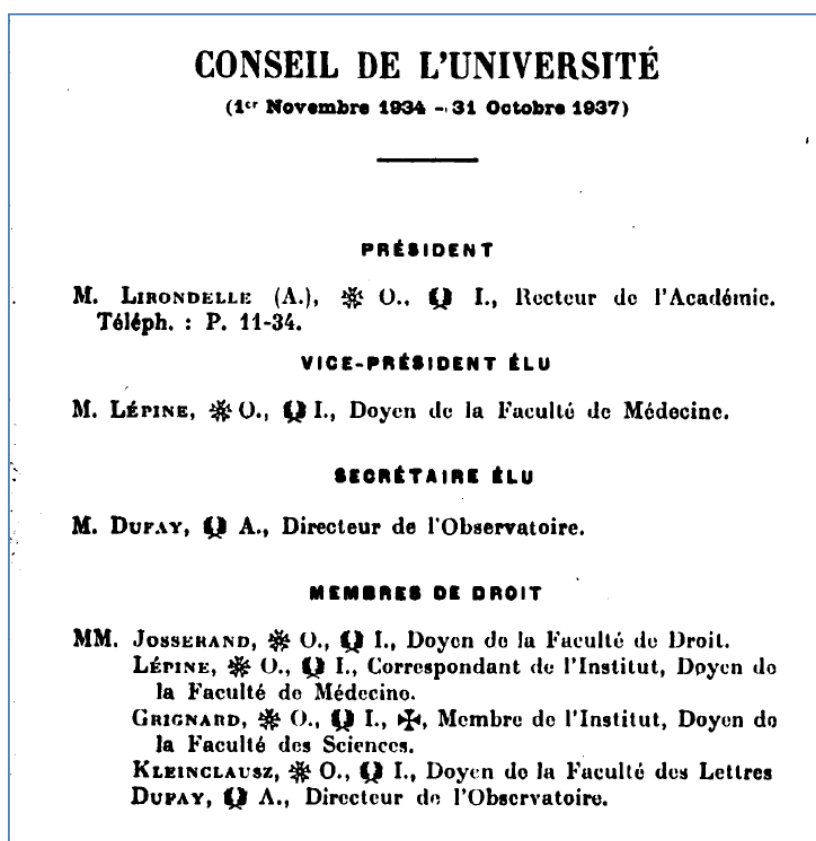 CONSEIL DE L'UNIVERSITÉ
(1er Novembre 1934 - 31 Octobre 1937)
PRÉSIDENT
M. LIRONDELLE (A.), ❋ O., ❦ I., Recteur de l'Académie.
Téléph. : P. 11-34.
VICE-PRÉSIDENT ÉLU
M. LÉPINE, ❋ O., ❦ I., Doyen de la Faculté de Médecine.
SECRÉTAIRE ÉLU
M. DUFAY, ❦ A., Directeur de l'Observatoire.
MEMBRES DE DROIT
MM. JOSSERAND, ❋ O., ❦ I., Doyen de la Faculté de Droit.
LÉPINE, ❋ O., ❦ I., Correspondant de l'Institut, Doyen de
la Faculté de Médecine.
GRIGNARD, ❋ O., ❦ I., ✠, Membre de l'Institut, Doyen de
la Faculté des Sciences.
KLEINCLAUSZ, ❋ O., ❦ I., Doyen de la Faculté des Lettres
DUFAY, ❦ A., Directeur de l'Observatoire.